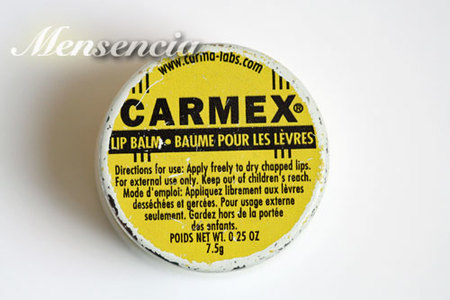 Mensencia
www.carma-labs.com
CARMEX®
LIP BALM • BAUME POUR LES LÈVRES
Directions for use: Apply freely to dry chapped lips.
For external use only. Keep out of children's reach.
Mode d'emploi: Appliquez librement aux lèvres
desséchées et gercées. Pour usage externe
seulement. Gardez hors de la portée
des enfants.
POIDS NET WT. 0 25 OZ
7.5g